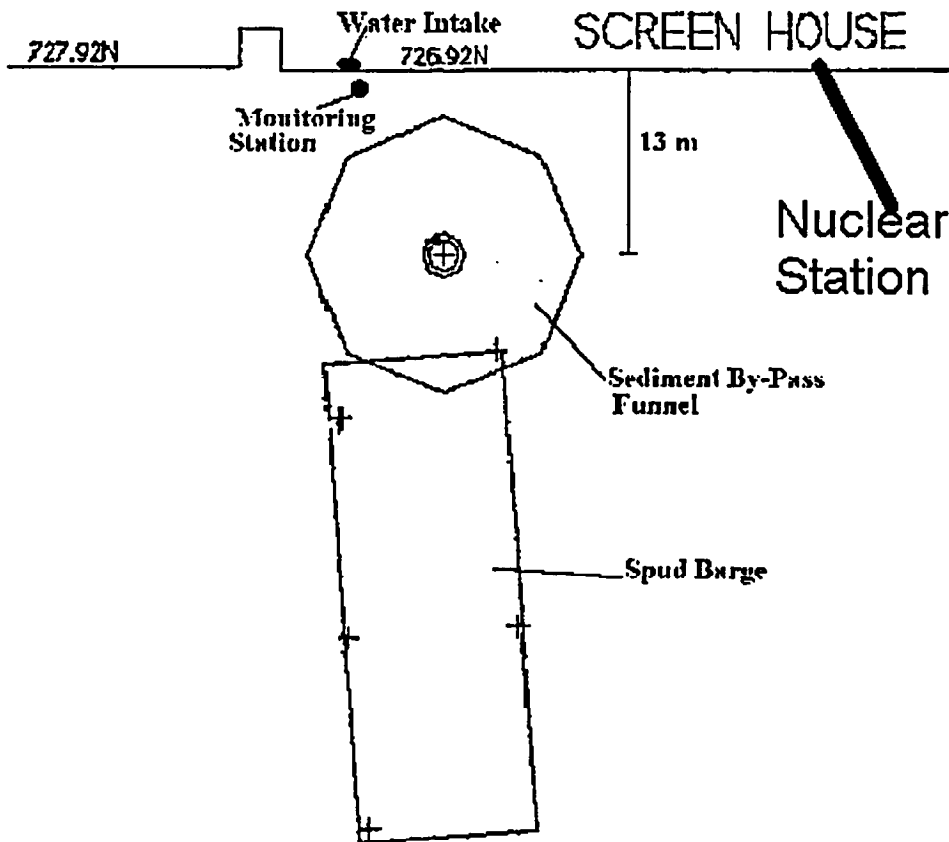 Water Intake
SCREEN HOUSE
727.92N
726.92N
Monitoring
Station
13 m
Nuclear
Station
Sediment By-Pass
Funnel
Spud Barge